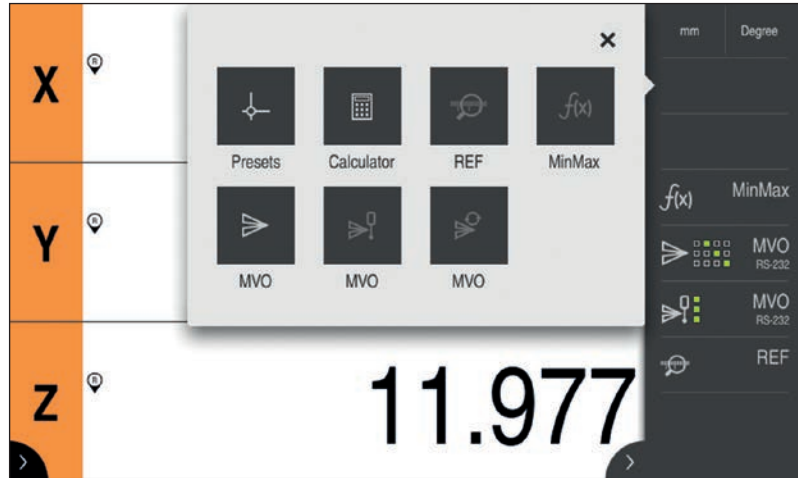 mm Degree
X
R
Presets Calculator REF f(x) MinMax
f(x) MinMax
Y
R
MVO MVO MVO
MVO
RS-232
MVO
RS-232
REF
Z
R
11.977